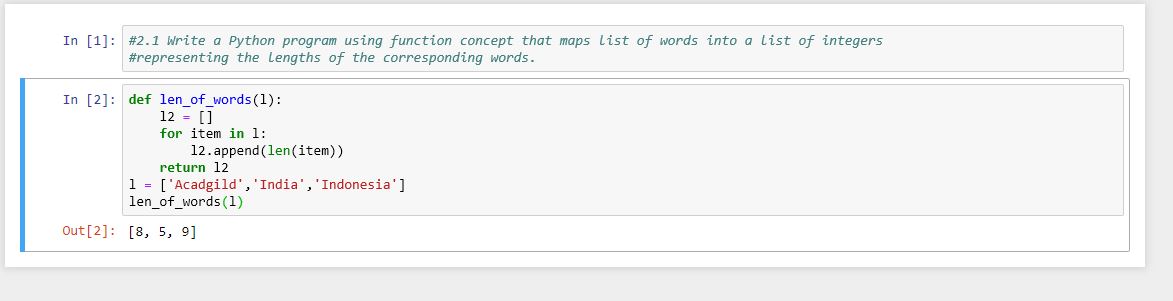 In [1]: #2.1 Write a Python program using function concept that maps list of words into a list of integers
#representing the lengths of the corresponding words.
In [2]: def len_of_words(l):
    l2 = []
    for item in l:
        l2.append(len(item))
    return l2
l = ['Acadgild','India','Indonesia']
len_of_words(l)
Out[2]: [8, 5, 9]